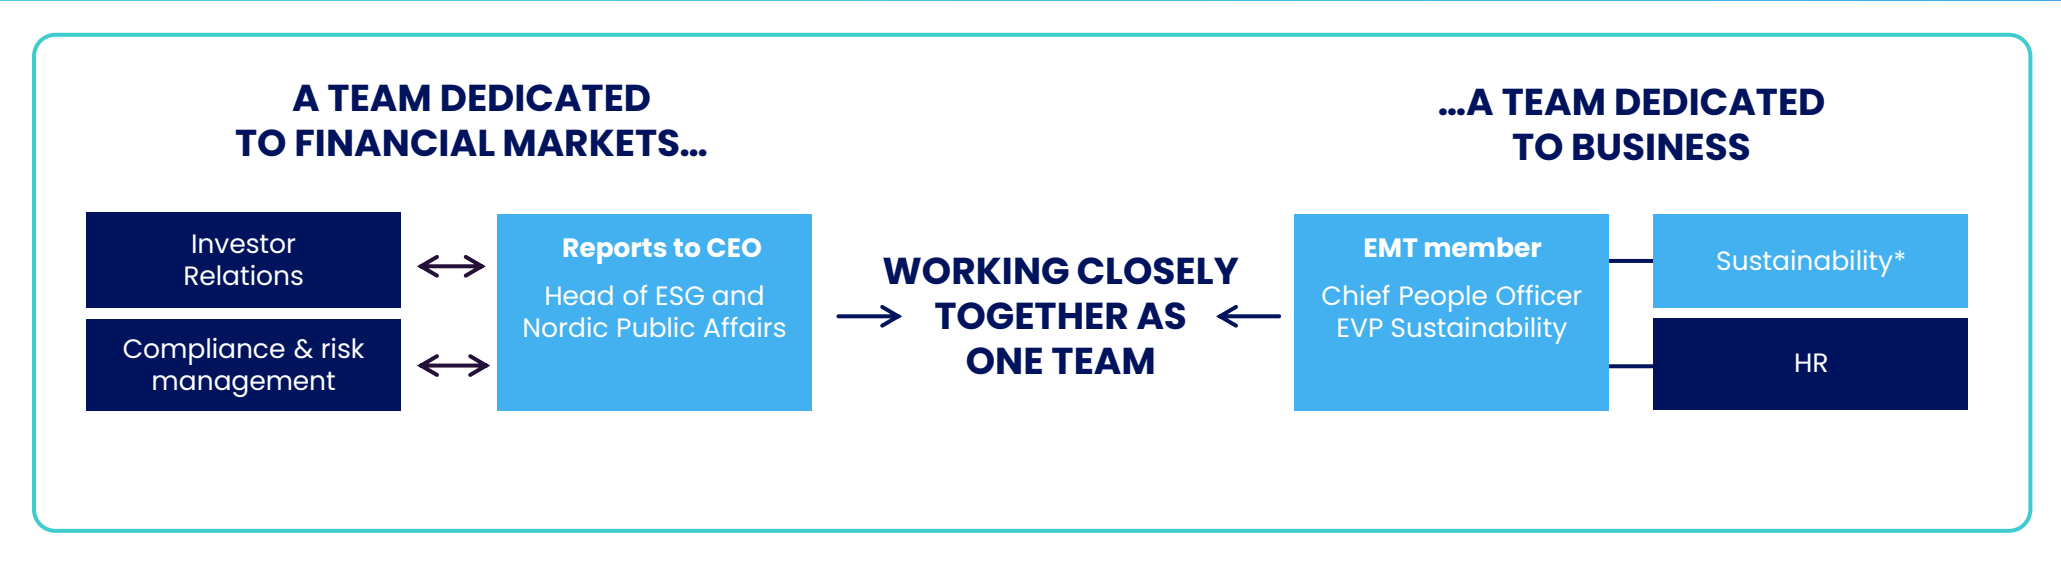 A TEAM DEDICATED
TO FINANCIAL MARKETS...
Investor
Relations
Compliance & risk
management
Reports to CEO
Head of ESG and
Nordic Public Affairs
WORKING CLOSELY
TOGETHER AS
ONE TEAM
...A TEAM DEDICATED
TO BUSINESS
EMT member
Chief People Officer
EVP Sustainability
Sustainability*
HR